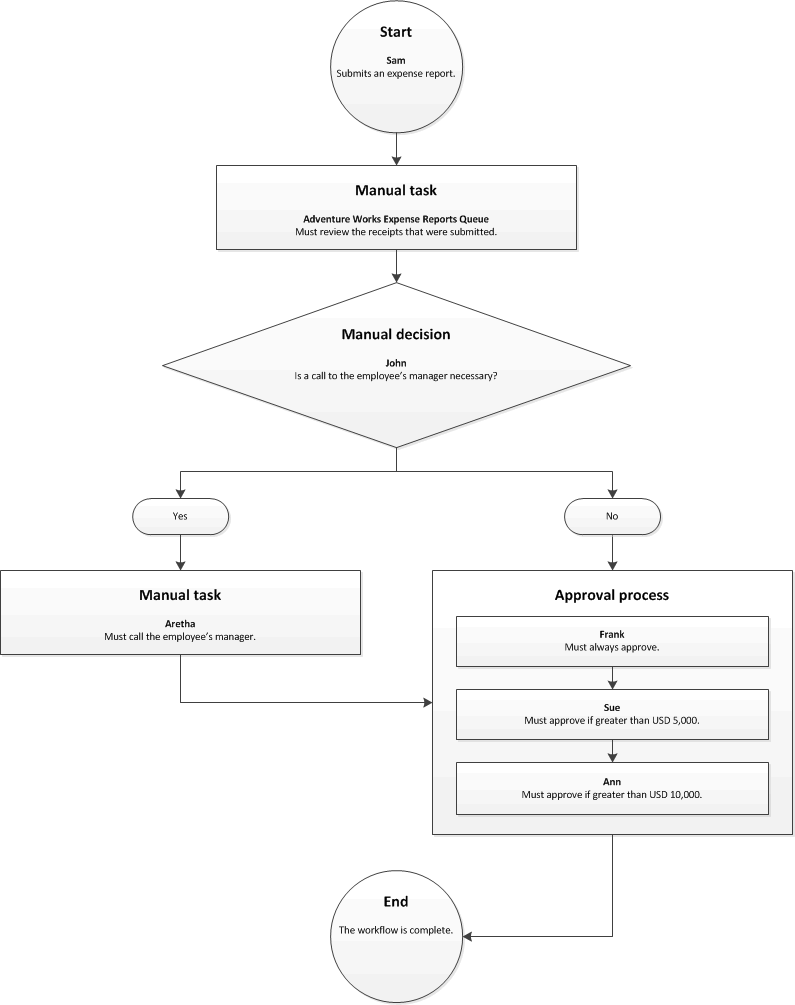 Start
Sam
Submits an expense report.
Manual task
Adventure Works Expense Reports Queue
Must review the receipts that were submitted.
Manual decision
John
Is a call to the employee’s manager necessary?
Yes
No
Manual task
Aretha
Must call the employee’s manager.
Approval process
Frank
Must always approve.
Sue
Must approve if greater than USD 5,000.
Ann
Must approve if greater than USD 10,000.
End
The workflow is complete.